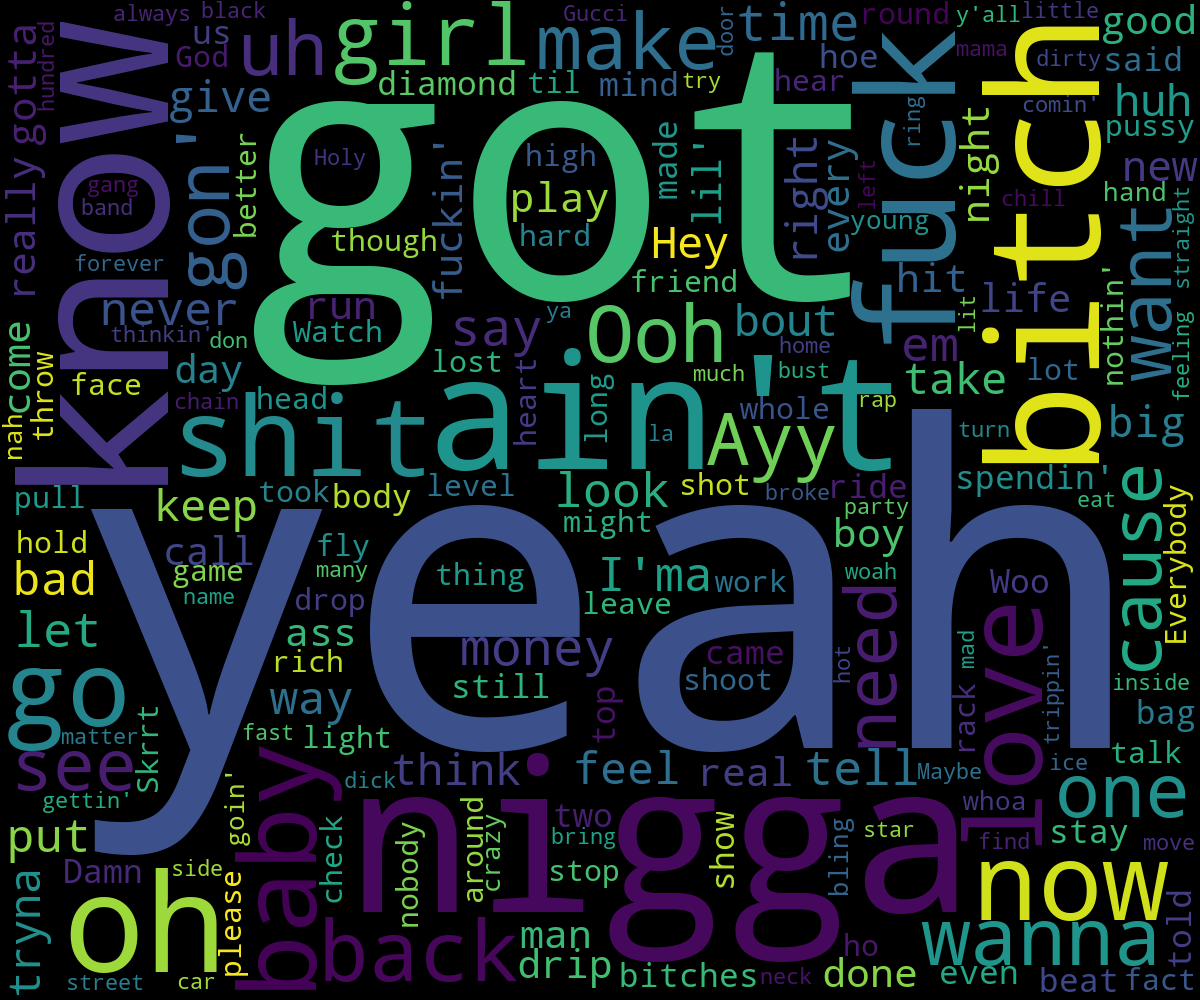 always
black
Gucci
door
time
round
y'all
little
good
us
God
uh
girl
make
hoe
mama
dirty
said
hundred
gotta
know
give
diamond
til
mind
try
hear
fuck
bitch
comin'
huh
ring
pussy
really
gon'
better
got
Holy
high
made
lil'
right
every
night
new
gang
band
fuckin'
play
left
chill
hand
young
though
hard
Hey
want
straight
forever
friend
hit
life
never
run
say
ya
Ooh
bout
em
lit
nothin'
feeling
thinkin'
don
Watch
home
come
throw
day
lost
much
bust
take
lot
nah
face
chain
head
heart
long
whole
rap
big
shit
ain't
la
Ayy
turn
pull
keep
took
body
level
look
shot
broke
ride
spendin'
eat
cause
Everybody
hold
call
fly
might
party
boy
bad
game
many
yeah
thing
I'ma
work
woah
Woo
name
drop
leave
need
love
let
ass
rich
money
came
hot
mad
trippin'
inside
go
way
still
shoot
rack
bag
matter
Skrrt
fast
light
top
see
baby
dick
think
feel
real
tell
Maybe
ice
talk
gettin'
goin'
nigga
two
whoa
one
put
check
nobody
around
crazy
bring
show
bling
star
find
stay
move
Damn
side
stop
now
tryna
oh
please
back
man
wanna
told
street
car
drip
bitches
neck
ho
done
even
beat
fact